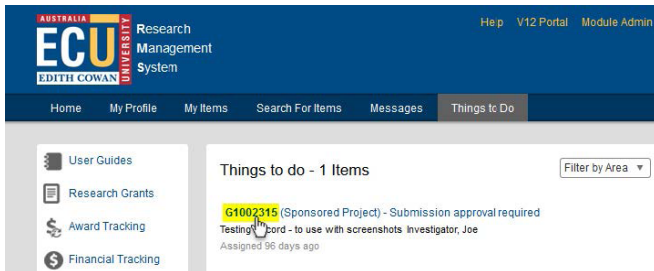 AUSTRALIA
ECU
EDITH COWAN
UNIVERSITY
Research
Management
System
Help V12 Portal Module Admin
Home My Profile My Items Search For Items Messages Things to Do
User Guides
Research Grants
Award Tracking
Financial Tracking
Things to do - 1 Items
Filter by Area
G1002315 (Sponsored Project) - Submission approval required
Testing record - to use with screenshots Investigator, Joe
Assigned 96 days ago